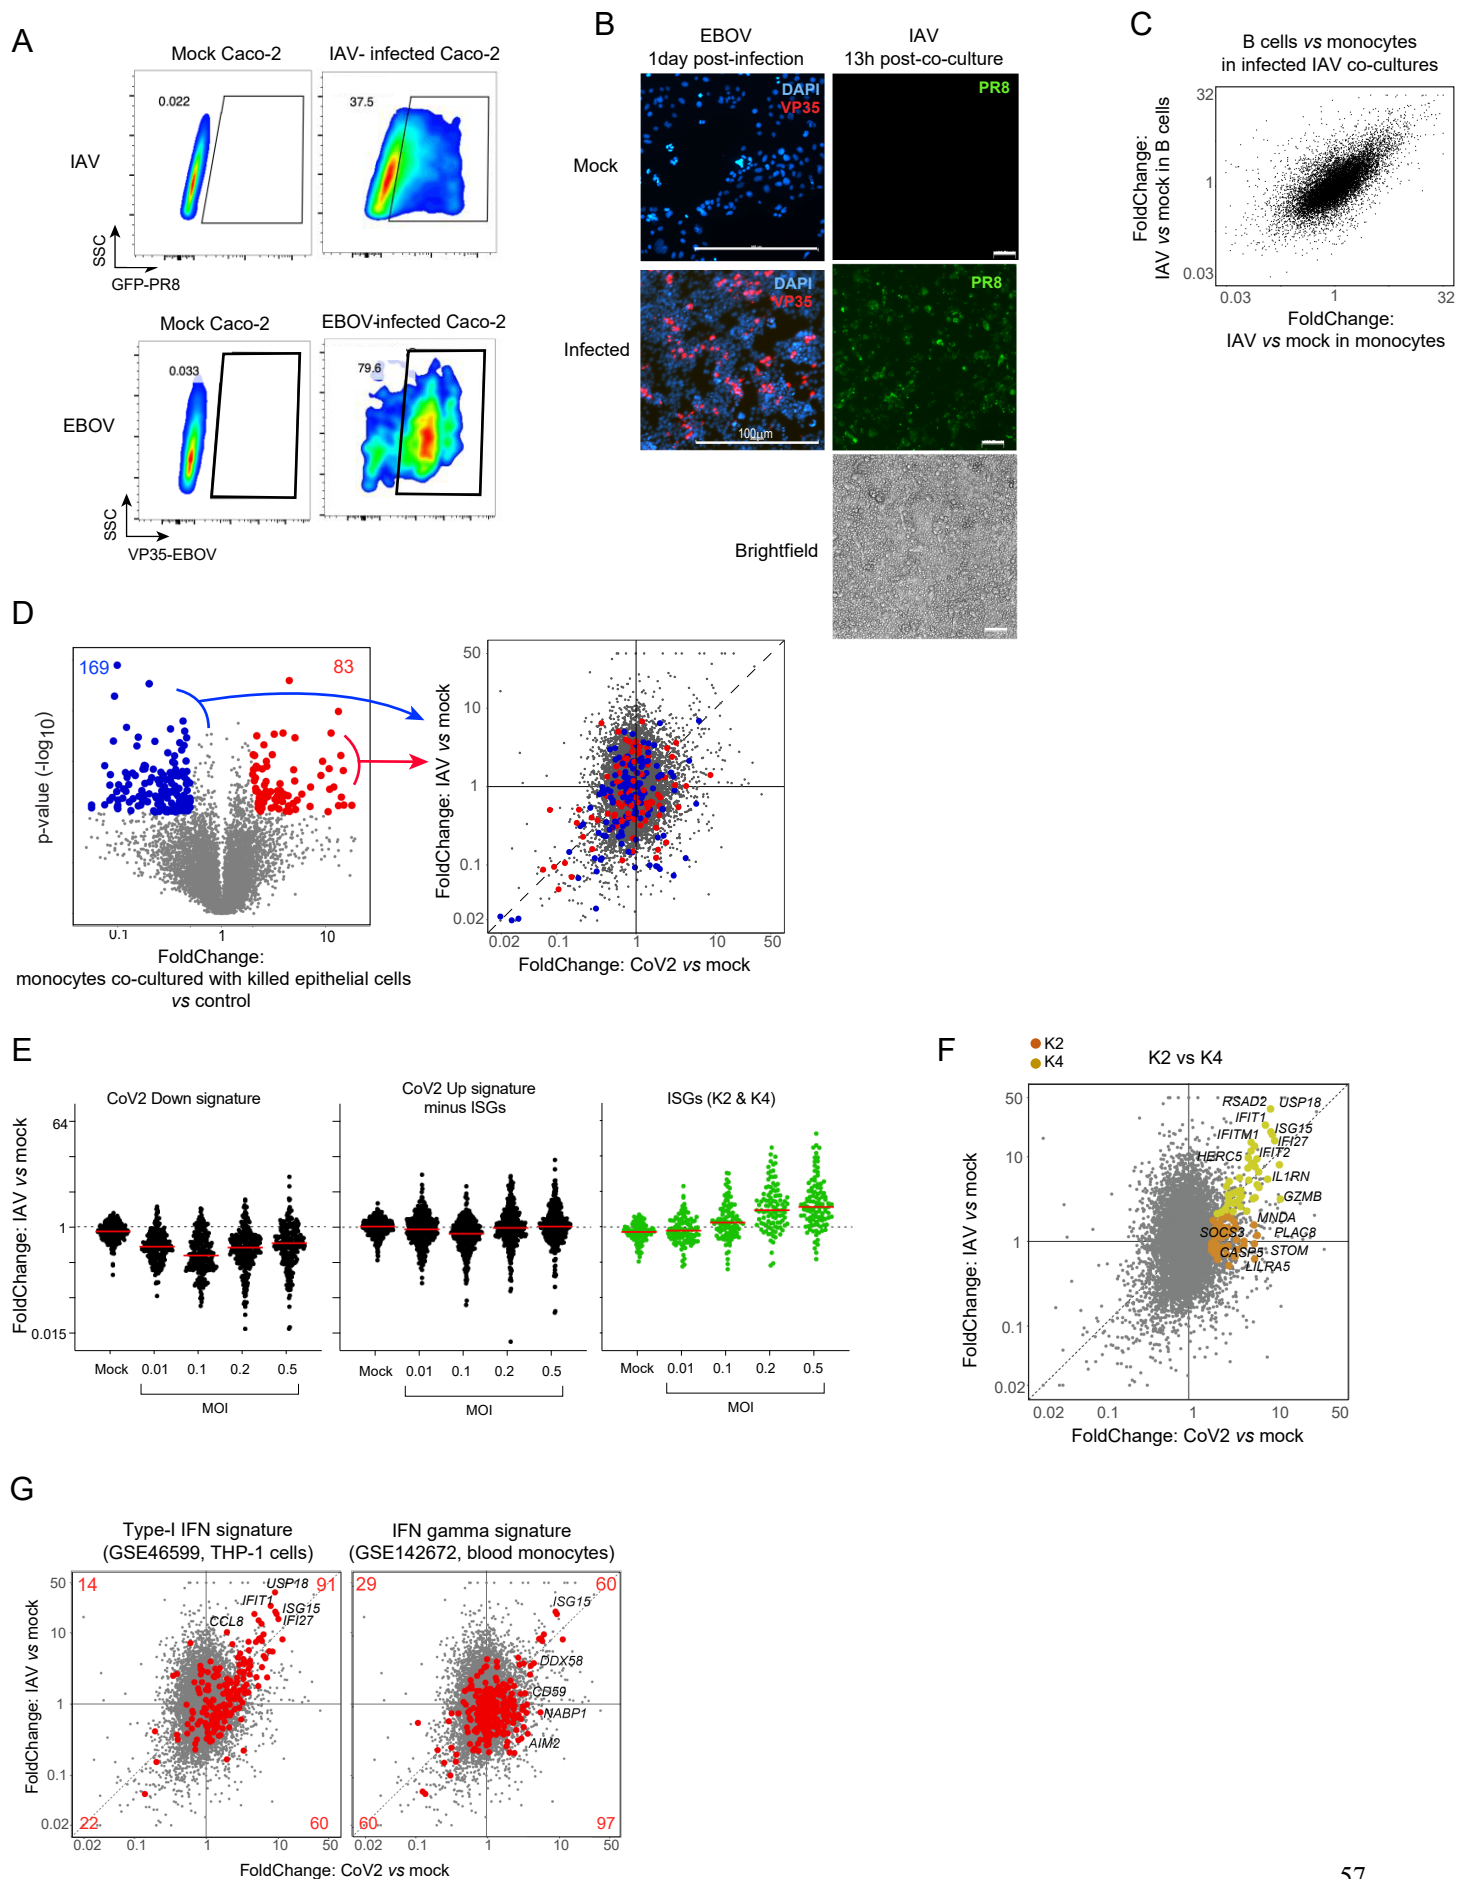 A
Mock Caco-2
IAV- infected Caco-2
0.022
37.5
IAV
SSC
GFP-PR8
Mock Caco-2
EBOV-infected Caco-2
0.033
79.6
EBOV
SSC
VP35-EBOV
B
EBOV
1day post-infection
IAV
13h post-co-culture
DAPI
VP35
PR8
Mock
DAPI
VP35
PR8
Infected
100µm
Brightfield
C
B cells vs monocytes
in infected IAV co-cultures
FoldChange:
IAV vs mock in B cells
32
1
0.03
0.03
1
32
FoldChange:
IAV vs mock in monocytes
D
169
83
p-value (-log10)
0.1
1
10
FoldChange:
monocytes co-cultured with killed epithelial cells
vs control
FoldChange: IAV vs mock
50
10
1
0.1
0.02
0.02
0.1
1
10
50
FoldChange: CoV2 vs mock
E
CoV2 Down signature
CoV2 Up signature
minus ISGs
ISGs (K2 & K4)
FoldChange: IAV vs mock
64
1
0.015
Mock
0.01
0.1
0.2
0.5
MOI
Mock
0.01
0.1
0.2
0.5
MOI
Mock
0.01
0.1
0.2
0.5
MOI
F
K2
K4
K2 vs K4
FoldChange: IAV vs mock
50
10
1
0.1
0.02
RSAD2
USP18
IFIT1
ISG15
IFITM1
IFI27
HERC5
IFIT2
IL1RN
GZMB
MNDA
SOCS3
PLAC8
CASP5
STOM
LILRA5
0.02
0.1
1
10
50
FoldChange: CoV2 vs mock
G
Type-I IFN signature
(GSE46599, THP-1 cells)
IFN gamma signature
(GSE142672, blood monocytes)
FoldChange: IAV vs mock
50
10
1
0.1
0.02
14
91
USP18
IFIT1
ISG15
CCL8
IFI27
22
60
0.02
0.1
1
10
50
29
60
ISG15
DDX58
CD59
NABP1
AIM2
60
97
0.02
0.1
1
10
50
FoldChange: CoV2 vs mock
57